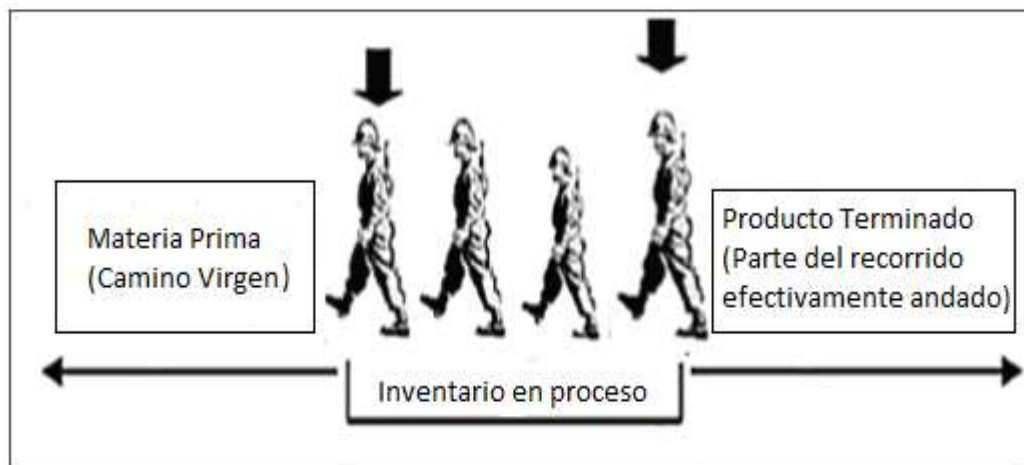 Materia Prima
(Camino Virgen)
Producto Terminado
(Parte del recorrido
efectivamente andado)
Inventario en proceso